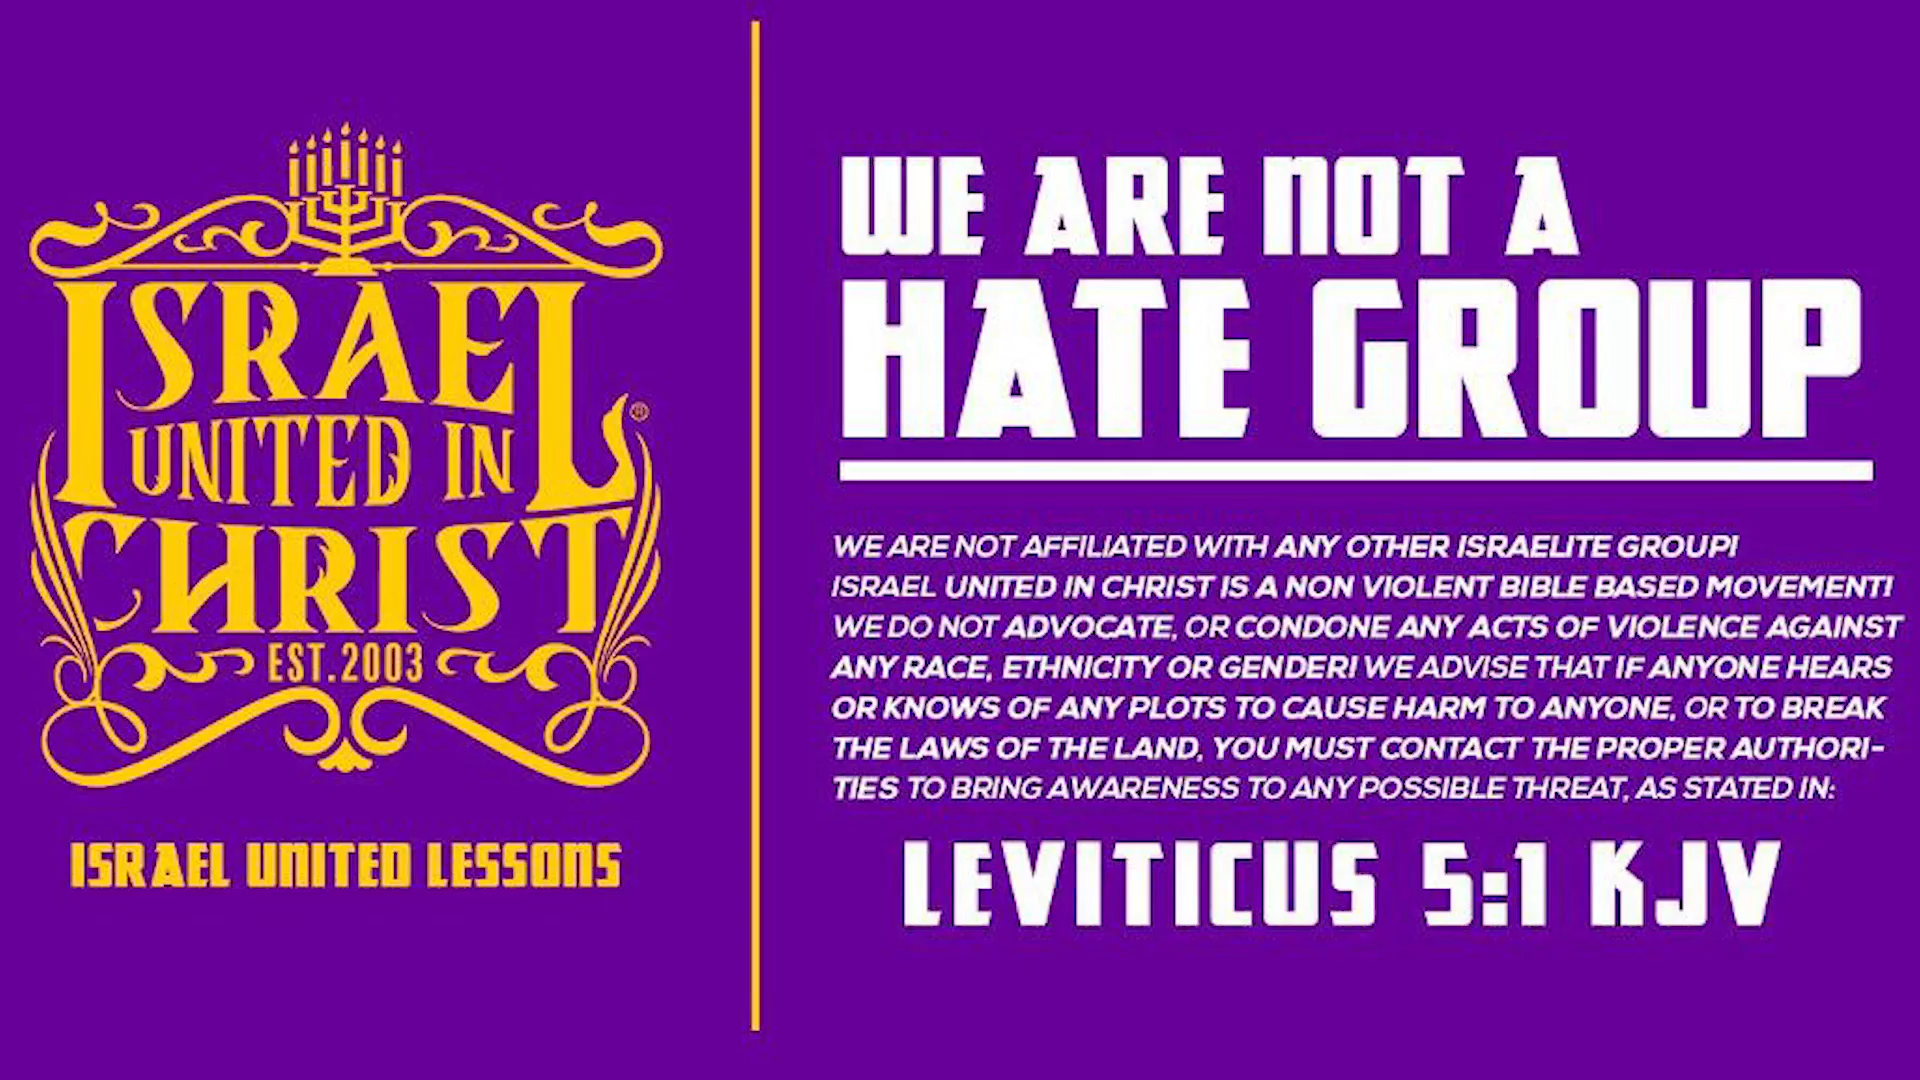 ISRAEL
UNITED IN
CHRIST
®
EST.2003
ISRAEL UNITED LESSONS
WE ARE NOT A
HATE GROUP
WE ARE NOT AFFILIATED WITH ANY OTHER ISRAELITE GROUP!
ISRAEL UNITED IN CHRIST IS A NON VIOLENT BIBLE BASED MOVEMENT!
WE DO NOT ADVOCATE, OR CONDONE ANY ACTS OF VIOLENCE AGAINST
ANY RACE, ETHNICITY OR GENDER! WE ADVISE THAT IF ANYONE HEARS
OR KNOWS OF ANY PLOTS TO CAUSE HARM TO ANYONE, OR TO BREAK
THE LAWS OF THE LAND, YOU MUST CONTACT THE PROPER AUTHORI-
TIES TO BRING AWARENESS TO ANY POSSIBLE THREAT, AS STATED IN:
LEVITICUS 5:1 KJV